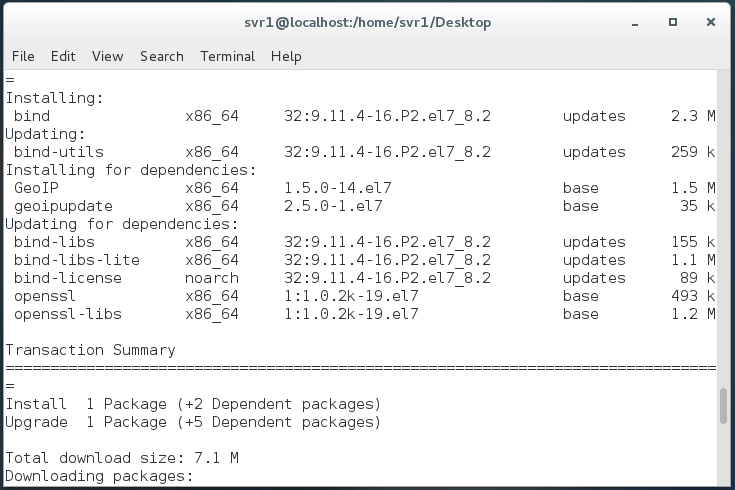 svr1@localhost:/home/svr1/Desktop
File Edit View Search Terminal Help
=
Installing:
bind x86_64 32:9.11.4-16.P2.el7_8.2 updates 2.3 M
Updating:
bind-utils x86_64 32:9.11.4-16.P2.el7_8.2 updates 259 k
Installing for dependencies:
GeoIP x86_64 1.5.0-14.el7 base 1.5 M
geoipupdate x86_64 2.5.0-1.el7 base 35 k
Updating for dependencies:
bind-libs x86_64 32:9.11.4-16.P2.el7_8.2 updates 155 k
bind-libs-lite x86_64 32:9.11.4-16.P2.el7_8.2 updates 1.1 M
bind-license noarch 32:9.11.4-16.P2.el7_8.2 updates 89 k
openssl x86_64 1:1.0.2k-19.el7 base 493 k
openssl-libs x86_64 1:1.0.2k-19.el7 base 1.2 M
Transaction Summary
===============================================================================
=
Install 1 Package (+2 Dependent packages)
Upgrade 1 Package (+5 Dependent packages)
Total download size: 7.1 M
Downloading packages: